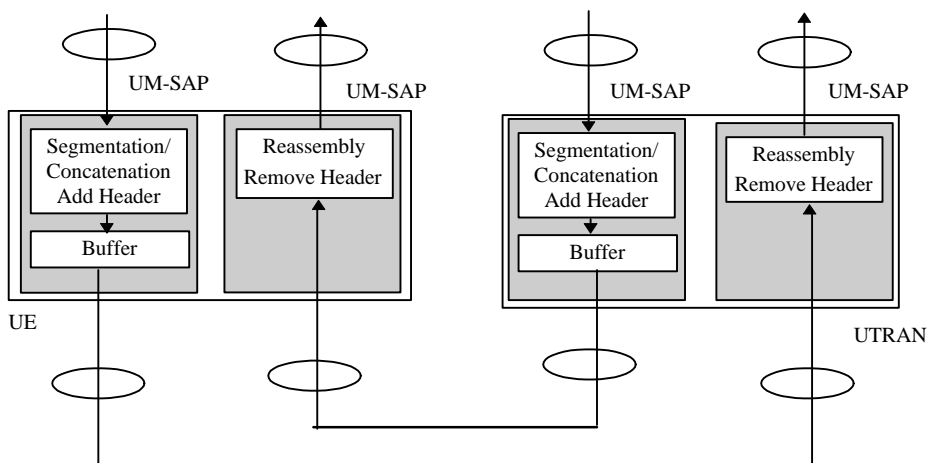 UM-SAP
UM-SAP
UM-SAP
UM-SAP
Segmentation/
Concatenation
Add Header
Buffer
Reassembly
Remove Header
Segmentation/
Concatenation
Add Header
Buffer
Reassembly
Remove Header
UE
UTRAN